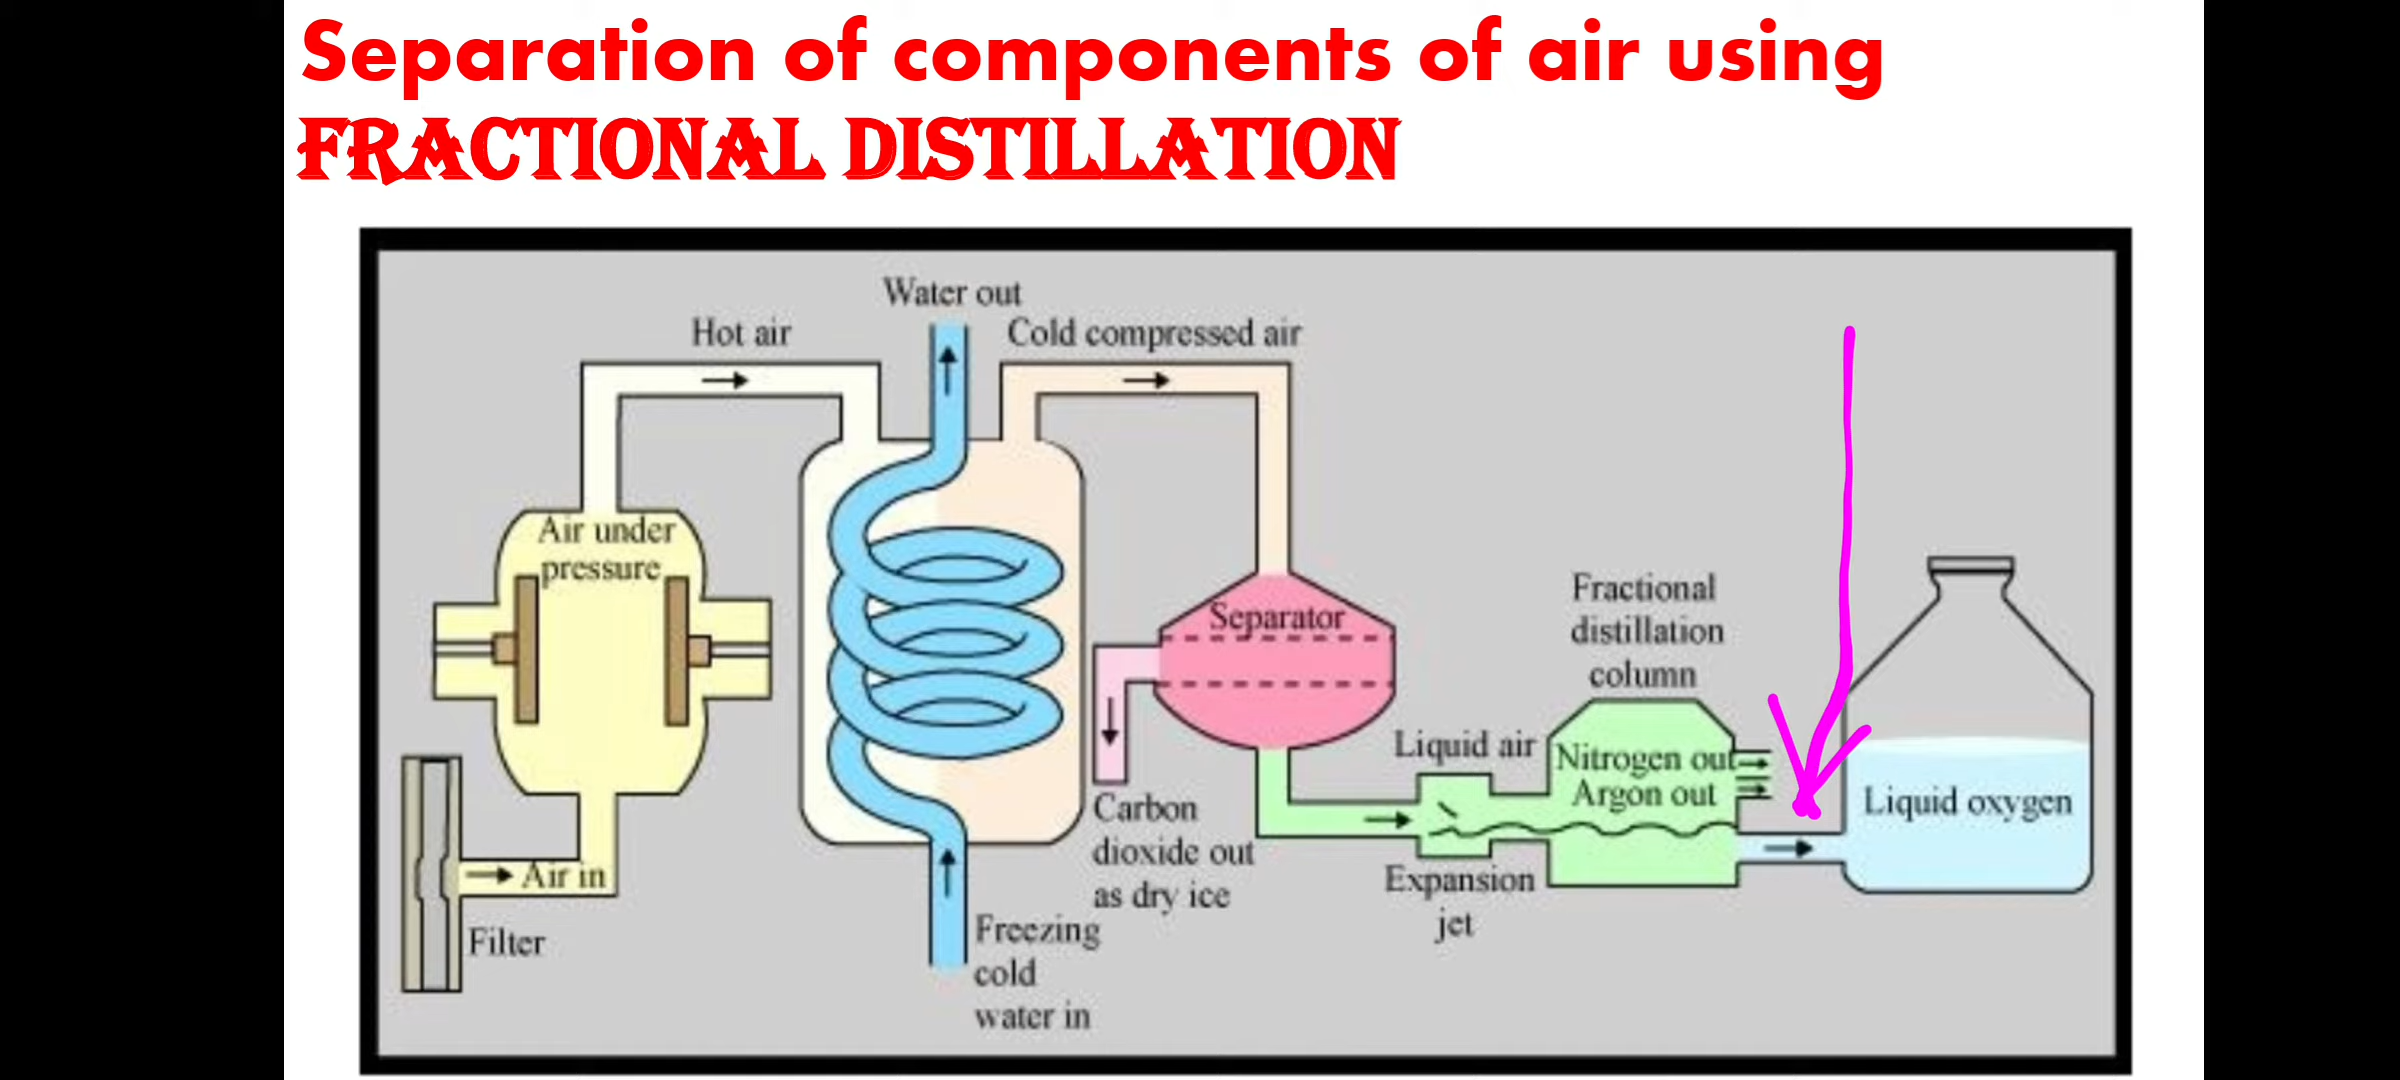 Separation of components of air using
FRACTIONAL DISTILLATION
Water out
Hot air
Cold compressed air
Air under
pressure
Separator
Fractional
distillation
column
Liquid air
Nitrogen out
Argon out
Liquid oxygen
Carbon
dioxide out
as dry ice
Air in
Expansion
jet
Filter
Freezing
cold
water in